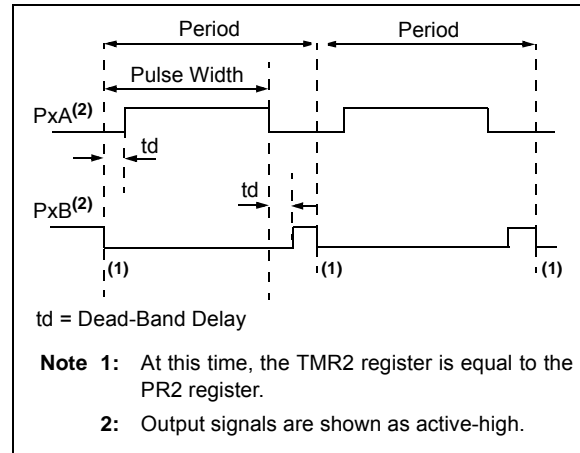 Period Period
Pulse Width
PxA(2)
td
td
PxB(2)
(1) (1) (1)
td = Dead-Band Delay
Note 1: At this time, the TMR2 register is equal to the
PR2 register.
2: Output signals are shown as active-high.